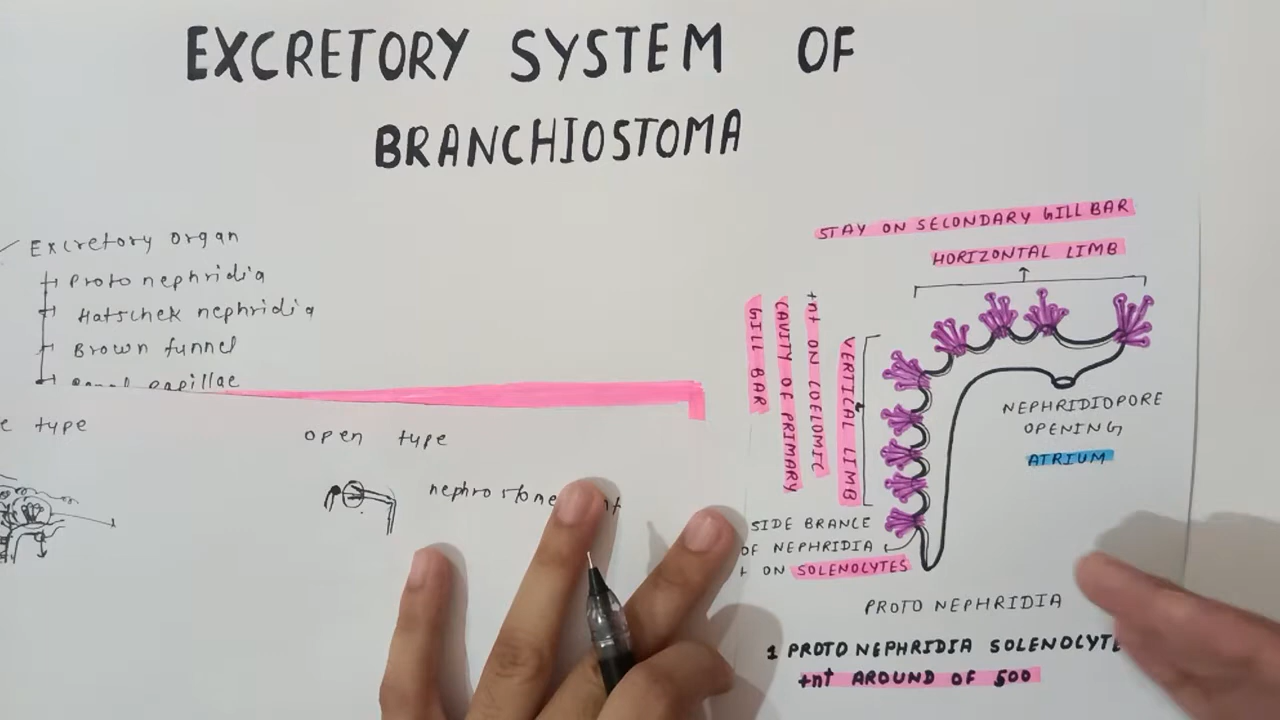 EXCRETORY SYSTEM OF
BRANCHIOSTOMA
Excretory organ
Proto nephridia
Hatschek nephridia
Brown funnel
papillae
type
open type
nephrostome
STAY ON SECONDARY GILL BAR
HORIZONTAL LIMB
VERTICAL LIMB
+nt ON COELOMIC
CAVITY OF PRIMARY
GILL BAR
NEPHRIDIOPORE
OPENING
ATRIUM
SIDE BRANCE
OF NEPHRIDIA
ON SOLENOLYTES
PROTO NEPHRIDIA
1 PROTO NEPHRIDIA SOLENOLYTE
+nt AROUND OF 500